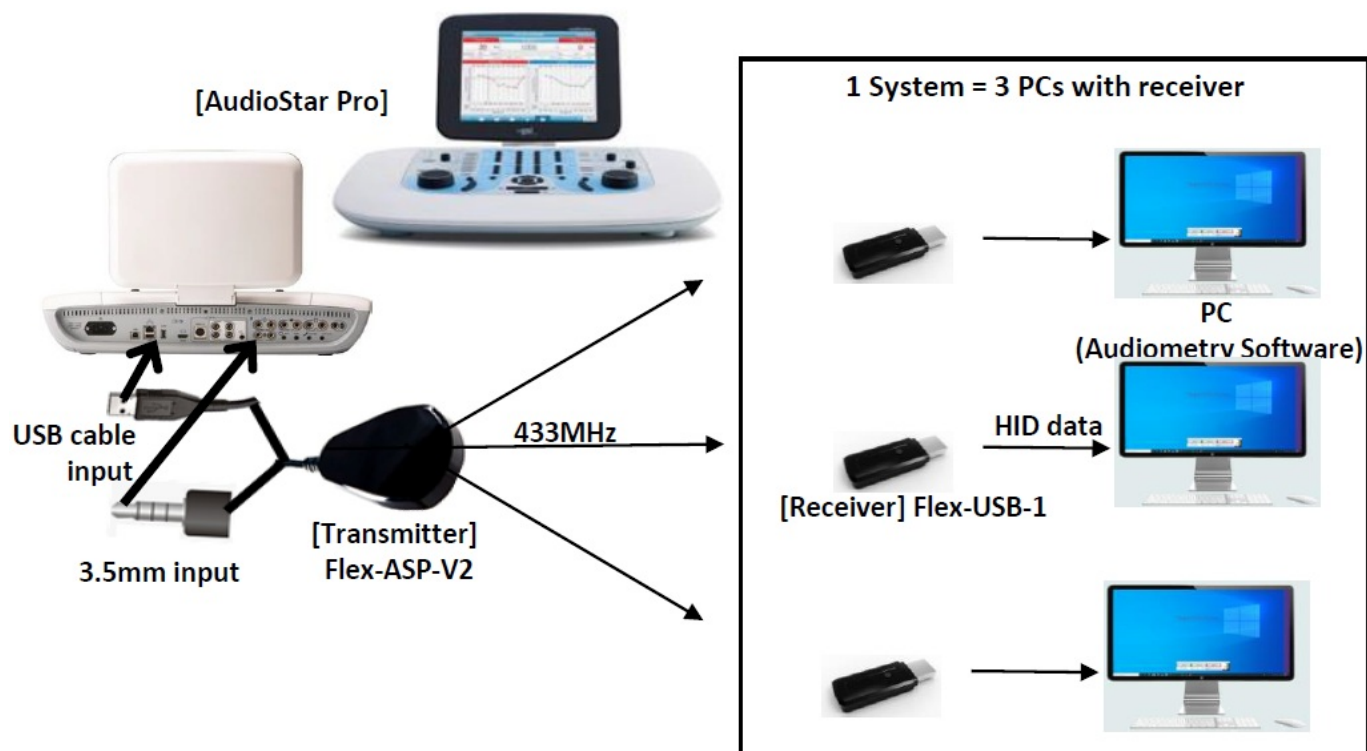 [AudioStar Pro]
1 System = 3 PCs with receiver
PC
(Audiometry Software)
USB cable
input
433MHz
HID data
[Receiver] Flex-USB-1
[Transmitter]
Flex-ASP-V2
3.5mm input